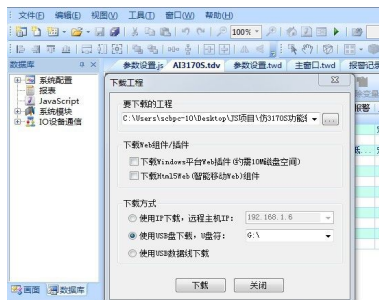 文件(F) 编辑(E) 视图(V) 工具(T) 窗口(W) 帮助(H)
100%
数据库
参数设置.js AI3170S.tdv 参数设置.twd 主窗口.twd 报警记录
系统配置
报表
JavaScript
系统模块
IO设备通信
下载工程
要下载的工程
C:\Users\scbpc-10\Desktop\JS项目\仿3170S功能
下载Web组件/插件
下载Windows平台Web插件(约需10M磁盘空间)
下载Html5Web(智能移动Web)组件
下载方式
使用IP下载，远程主机IP: 192.168.1.6
使用USB盘下载，U盘符: G:\
使用USB数据线下载
下载 关闭
画面 数据库